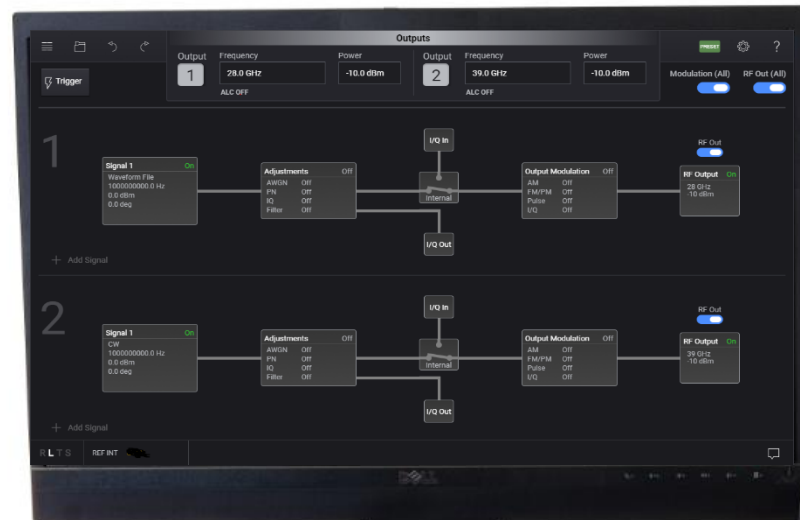 Outputs
Output 1
Frequency
28.0 GHz
ALC OFF
Power
-10.0 dBm
Output 2
Frequency
39.0 GHz
ALC OFF
Power
-10.0 dBm
PRESET
?
Trigger
Modulation (All)
RF Out (All)
1
Signal 1 On
Waveform File
1000000000.0 Hz
0.0 dBm
0.0 deg
Adjustments Off
AWGN Off
PN Off
IQ Off
Filter Off
I/Q In
Internal
I/Q Out
Output Modulation Off
AM Off
FM/PM Off
Pulse Off
I/Q Off
RF Out
RF Output On
28 GHz
-10 dBm
+ Add Signal
2
Signal 1 On
CW
1000000000.0 Hz
0.0 dBm
0.0 deg
Adjustments Off
AWGN Off
PN Off
IQ Off
Filter Off
I/Q In
Internal
I/Q Out
Output Modulation Off
AM Off
FM/PM Off
Pulse Off
I/Q Off
RF Out
RF Output On
39 GHz
-10 dBm
+ Add Signal
R L T S
REF INT
DELL